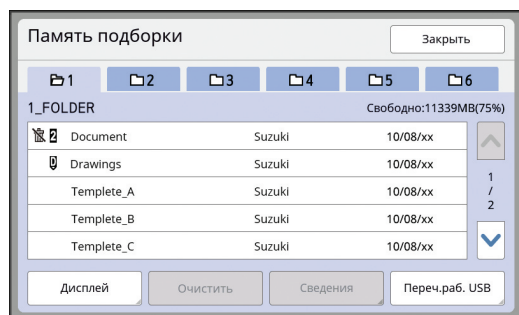 Память подборки
Закрыть
1 2 3 4 5 6
1_FOLDER Свободно:11339MB(75%)
2 Document Suzuki 10/08/xx
D Drawings Suzuki 10/08/xx
Templete_A Suzuki 10/08/xx
Templete_B Suzuki 10/08/xx
Templete_C Suzuki 10/08/xx
1
/
2
Дисплей Очистить Сведения Переч.раб. USB